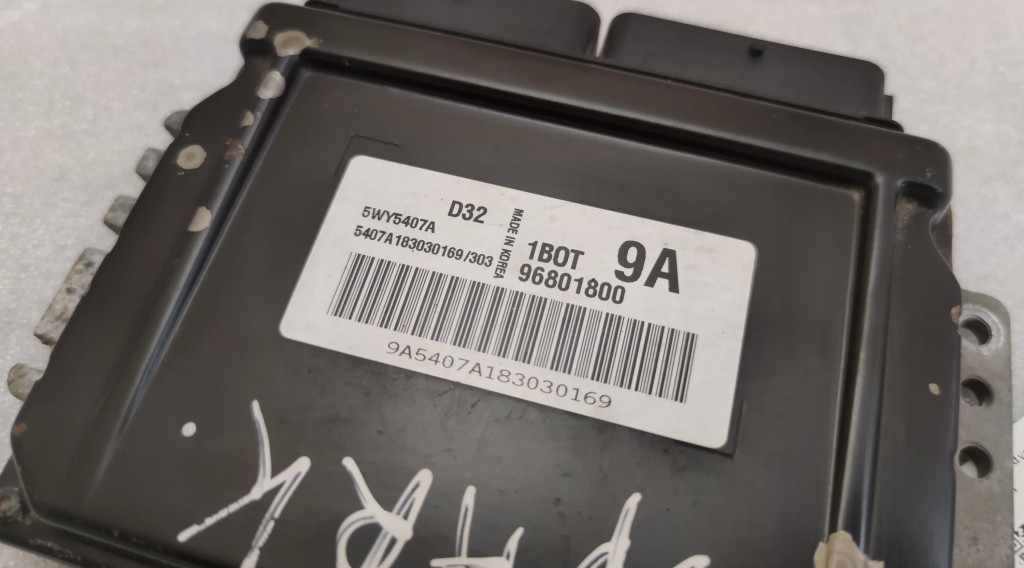 5WY5407A D32
5407A183030169/303
MADE IN KOREA
1BOT 9A
96801800
9A5407A183030169